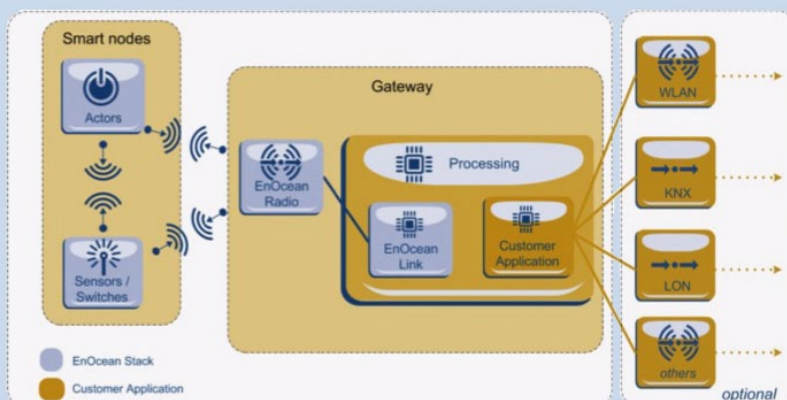 Smart nodes
Actors
Sensors /
Switches
Gateway
EnOcean
Radio
Processing
EnOcean
Link
Customer
Application
WLAN
KNX
LON
others
optional
EnOcean Stack
Customer Application